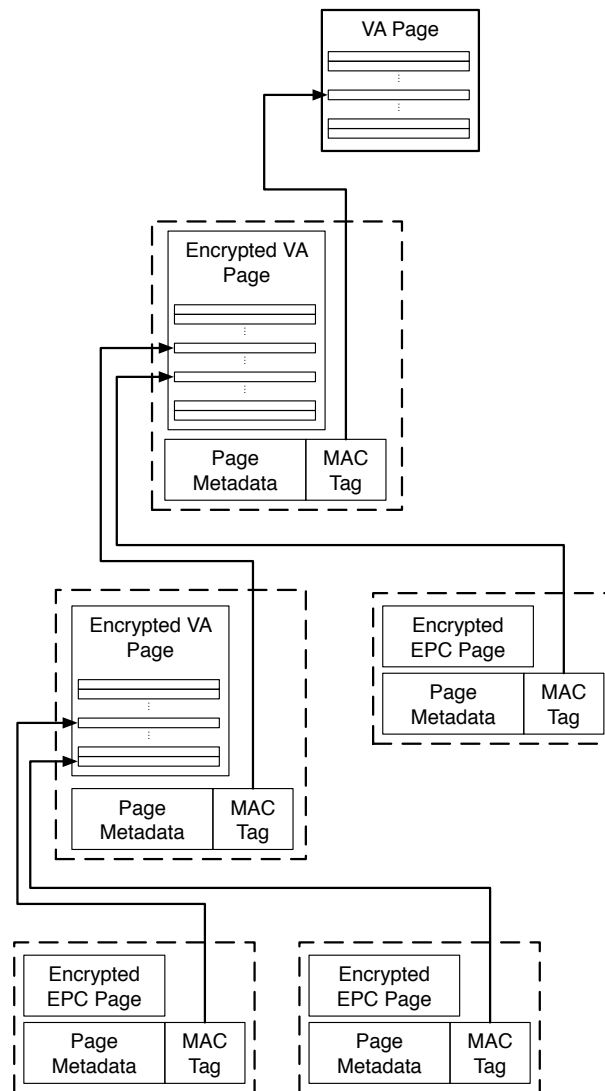 VA Page
⋮
⋮
Encrypted VA
Page
⋮
⋮
Page
Metadata
MAC
Tag
Encrypted VA
Page
⋮
⋮
Page
Metadata
MAC
Tag
Encrypted
EPC Page
Page
Metadata
MAC
Tag
Encrypted
EPC Page
Page
Metadata
MAC
Tag
Encrypted
EPC Page
Page
Metadata
MAC
Tag